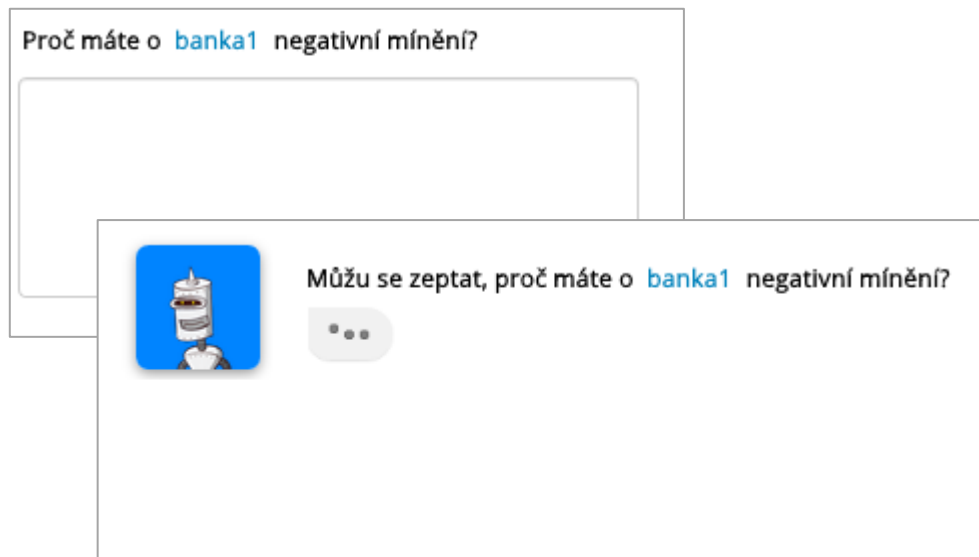 Proč máte o banka1 negativní mínění?
Můžu se zeptat, proč máte o banka1 negativní mínění?